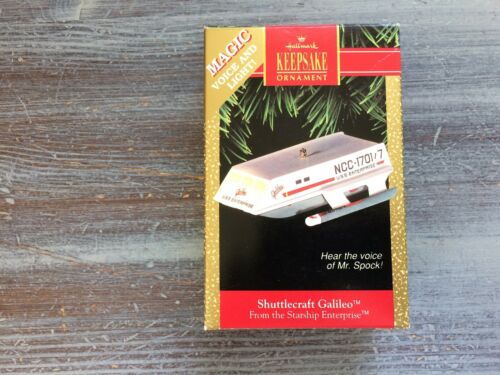 MAGIC
VOICE AND
LIGHT!
Hallmark
KEEPSAKE
ORNAMENT
NCC-1701/7
U.S.S. ENTERPRISE
Galileo
Hear the voice
of Mr. Spock!
Shuttlecraft Galileo™
From the Starship Enterprise™